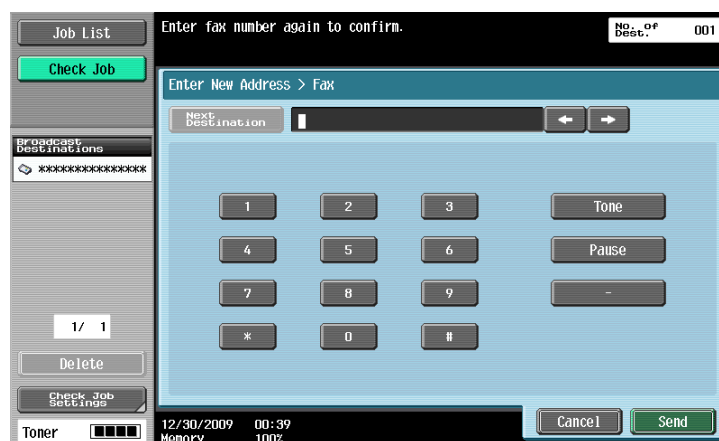 Job List
Check Job
Enter fax number again to confirm.
No. of
Dest.
001
Enter New Address > Fax
Next
Destination
Broadcast
Destinations
***************
1 2 3 Tone
4 5 6 Pause
7 8 9 -
* 0 #
1/ 1
Delete
Check Job
Settings
Toner
12/30/2009 00:39
Memory 100%
Cancel
Send